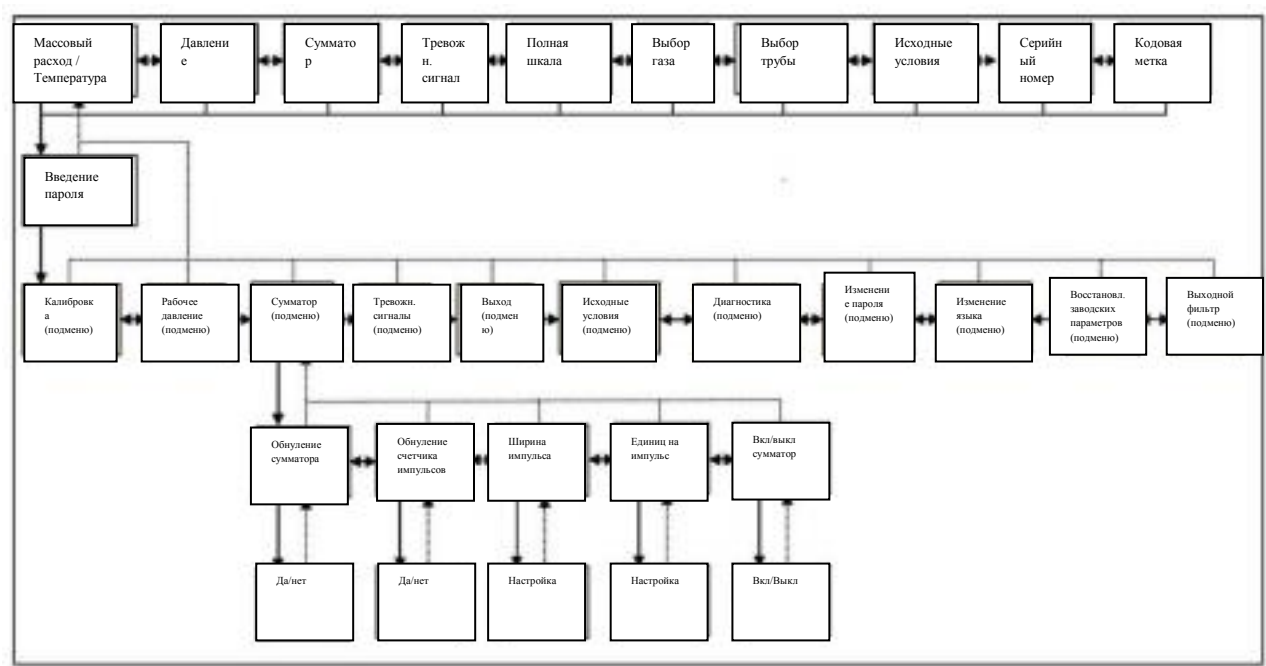 Массовый
расход /
Температура
Давлени
е
Суммато
р
Тревож
н.
сигнал
Полная
шкала
Выбор
газа
Выбор
трубы
Исходные
условия
Серийн
ый
номер
Кодовая
метка
Введение
пароля
Калибровк
а
(подменю)
Рабочее
давление
(подменю)
Сумматор
(подменю)
Тревожн.
сигналы
(подменю)
Выход
(подмен
ю)
Исходные
условия
(подменю)
Диагностика
(подменю)
Изменени
е пароля
(подменю)
Изменение
языка
(подменю)
Восстановл.
заводских
параметров
(подменю)
Выходной
фильтр
(подменю)
Обнуление
сумматора
Обнуление
счетчика
импульсов
Ширина
импульса
Единиц на
импульс
Вкл/выкл
сумматор
Да/нет
Да/нет
Настройка
Настройка
Вкл/Выкл